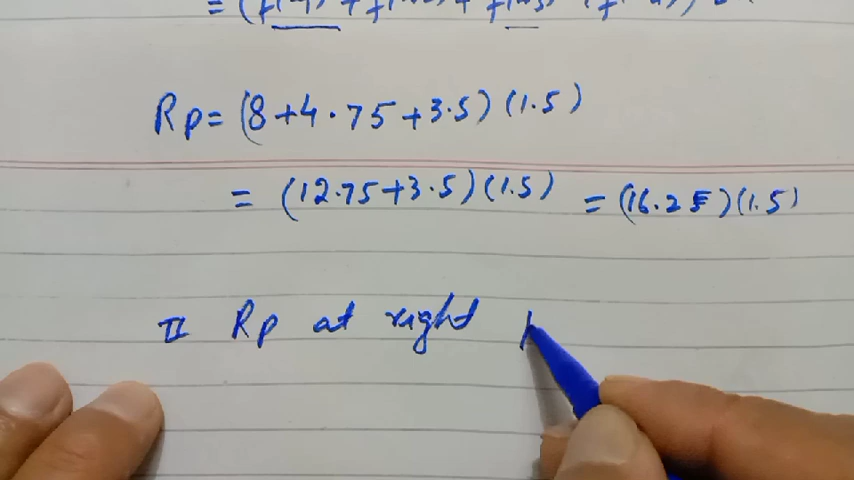 Rp = (8+4.75+3.5)(1.5)
= (12.75+3.5)(1.5) = (16.25)(1.5)
II Rp at right